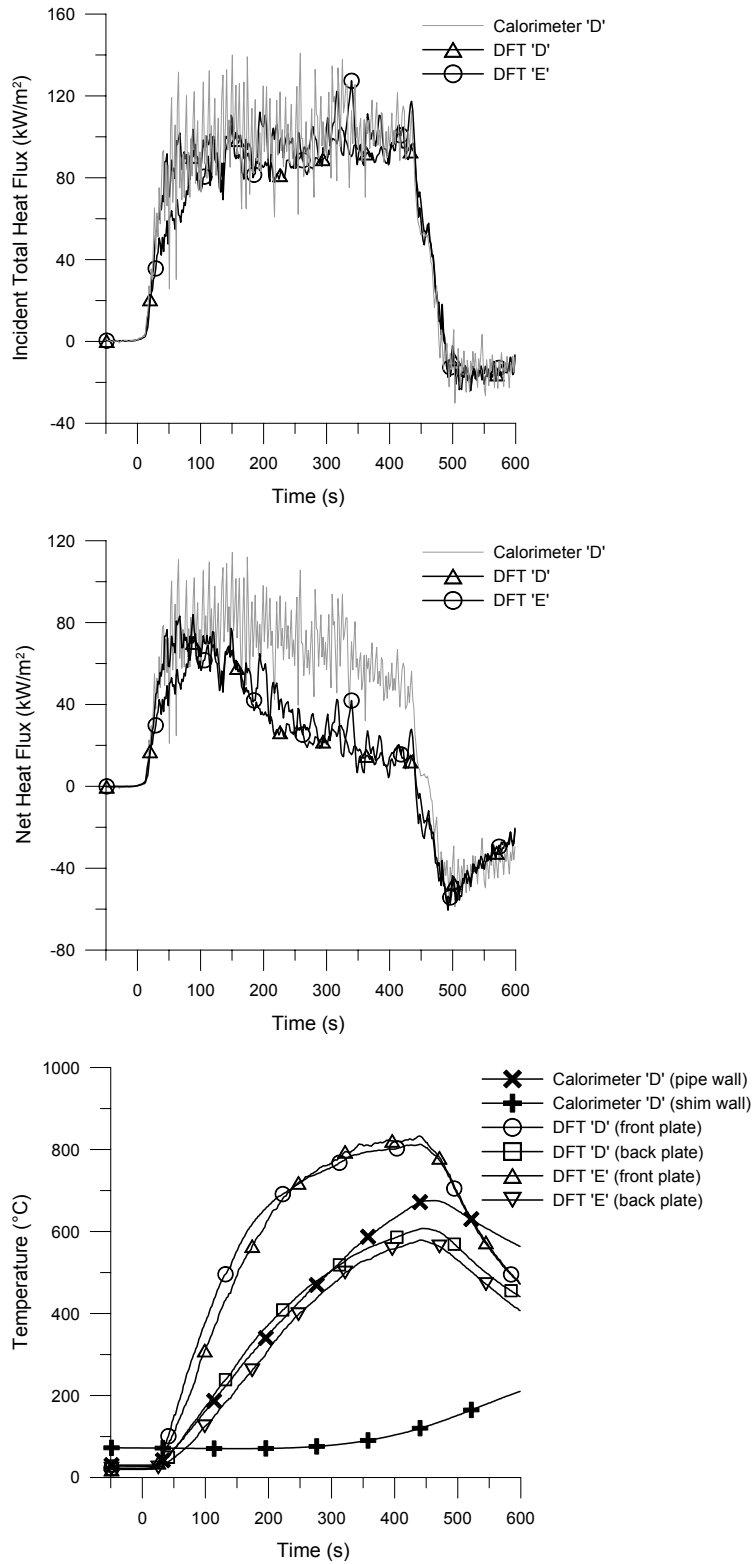 160
120
80
40
0
-40
Incident Total Heat Flux (kW/m²)
Calorimeter 'D'
DFT 'D'
DFT 'E'
0 100 200 300 400 500 600
Time (s)
120
80
40
0
-40
-80
Net Heat Flux (kW/m²)
Calorimeter 'D'
DFT 'D'
DFT 'E'
0 100 200 300 400 500 600
Time (s)
1000
800
600
400
200
0
Temperature (°C)
Calorimeter 'D' (pipe wall)
Calorimeter 'D' (shim wall)
DFT 'D' (front plate)
DFT 'D' (back plate)
DFT 'E' (front plate)
DFT 'E' (back plate)
0 100 200 300 400 500 600
Time (s)